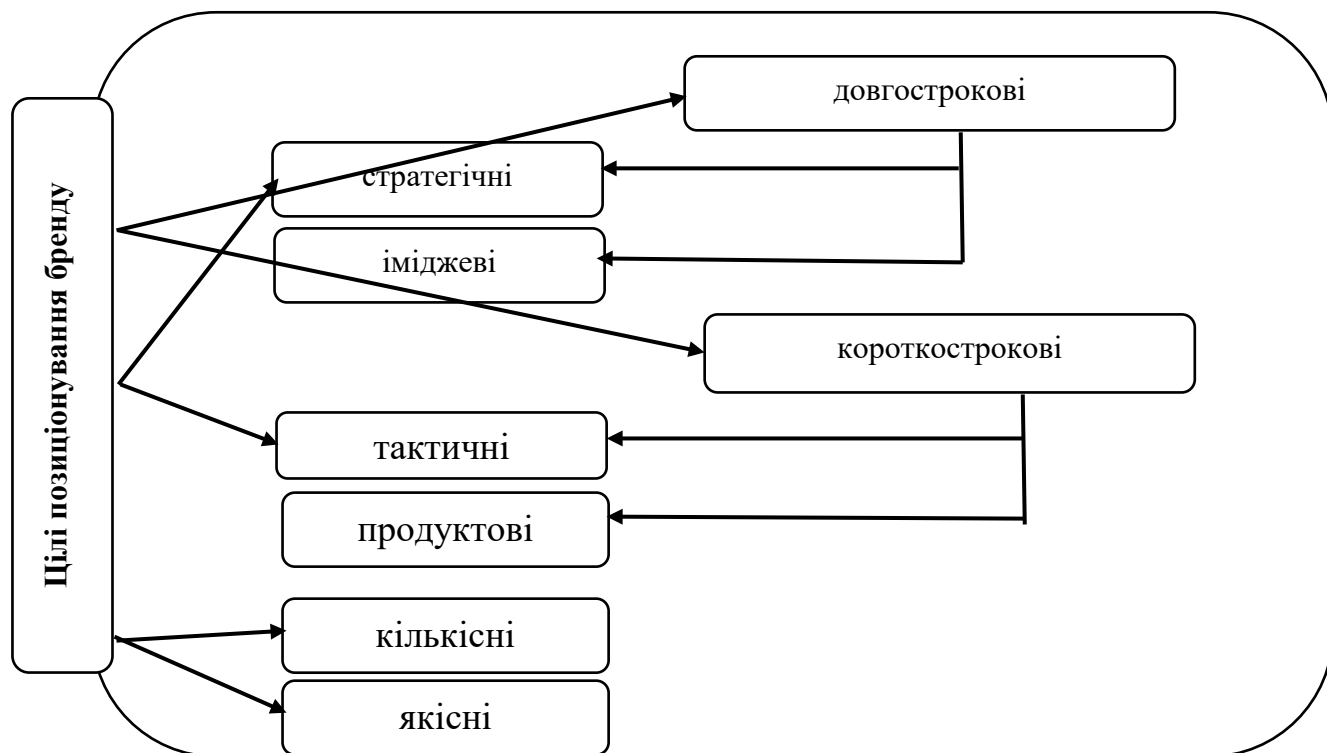 Цілі позиціонування бренду
довгострокові
стратегічні
іміджеві
короткострокові
тактичні
продуктові
кількісні
якісні